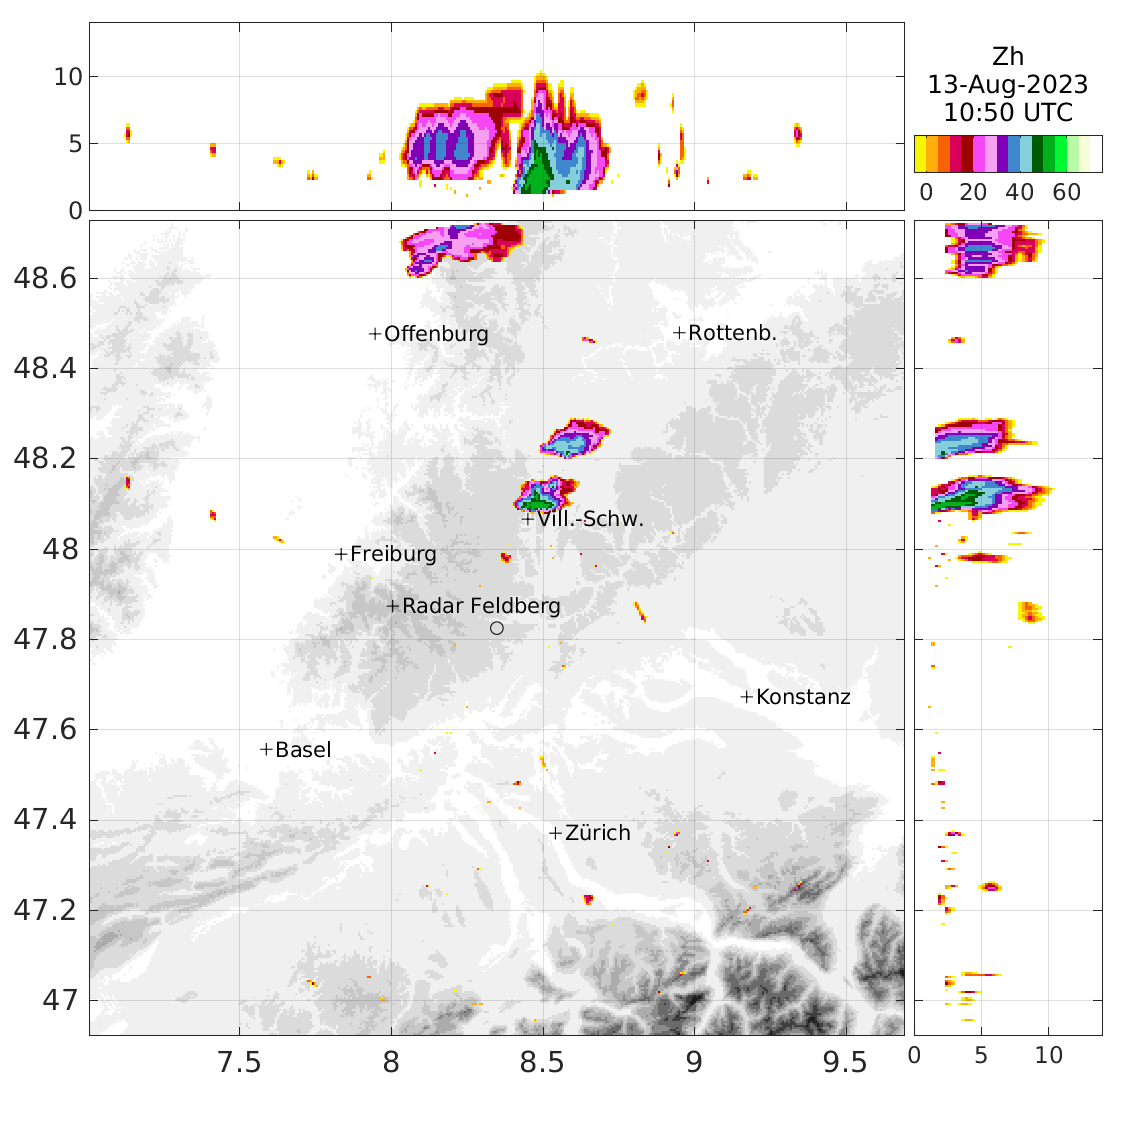 Zh
13-Aug-2023
10:50 UTC
0 20 40 60
10
5
0
48.6
48.4
48.2
48
47.8
47.6
47.4
47.2
47
+Offenburg
+Rottenb.
+Vill.-Schw.
+Freiburg
+Radar Feldberg
+Konstanz
+Basel
+Zürich
7.5 8 8.5 9 9.5
0 5 10